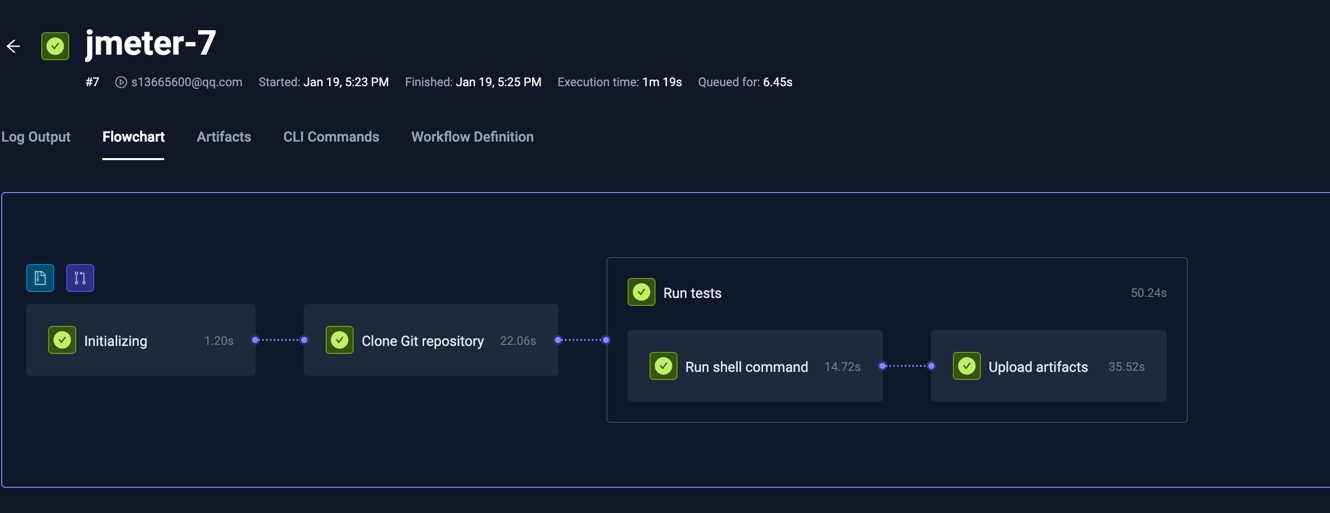 jmeter-7
#7 s13665600@qq.com Started: Jan 19, 5:23 PM Finished: Jan 19, 5:25 PM Execution time: 1m 19s Queued for: 6.45s
Log Output Flowchart Artifacts CLI Commands Workflow Definition
Initializing 1.20s
Clone Git repository 22.06s
Run tests 50.24s
Run shell command 14.72s
Upload artifacts 35.52s